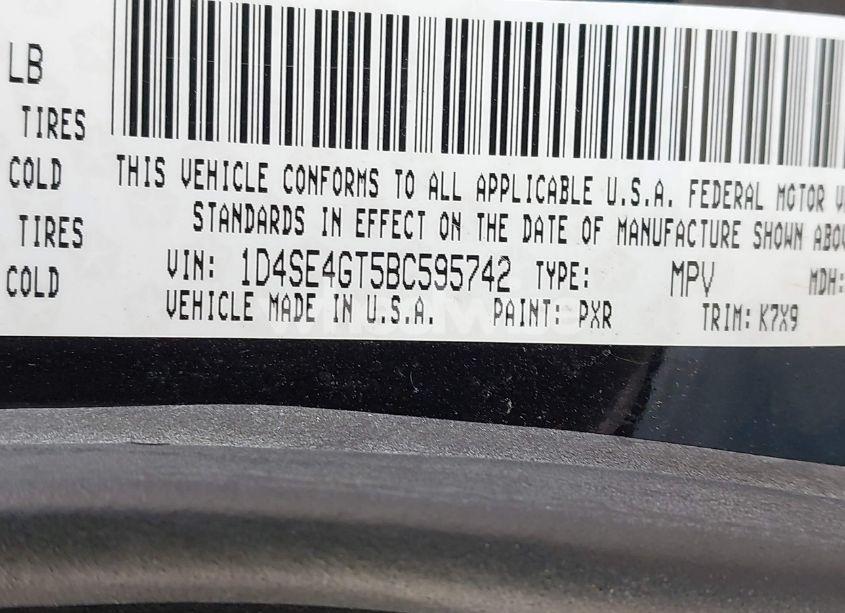 LB
TIRES
COLD
TIRES
COLD
THIS VEHICLE CONFORMS TO ALL APPLICABLE U.S.A. FEDERAL MOTOR
STANDARDS IN EFFECT ON THE DATE OF MANUFACTURE SHOWN
VIN: 1D4SE4GT5BC595742 TYPE: MPV MDH:
VEHICLE MADE IN U.S.A. PAINT: PXR TRIM: K7X9